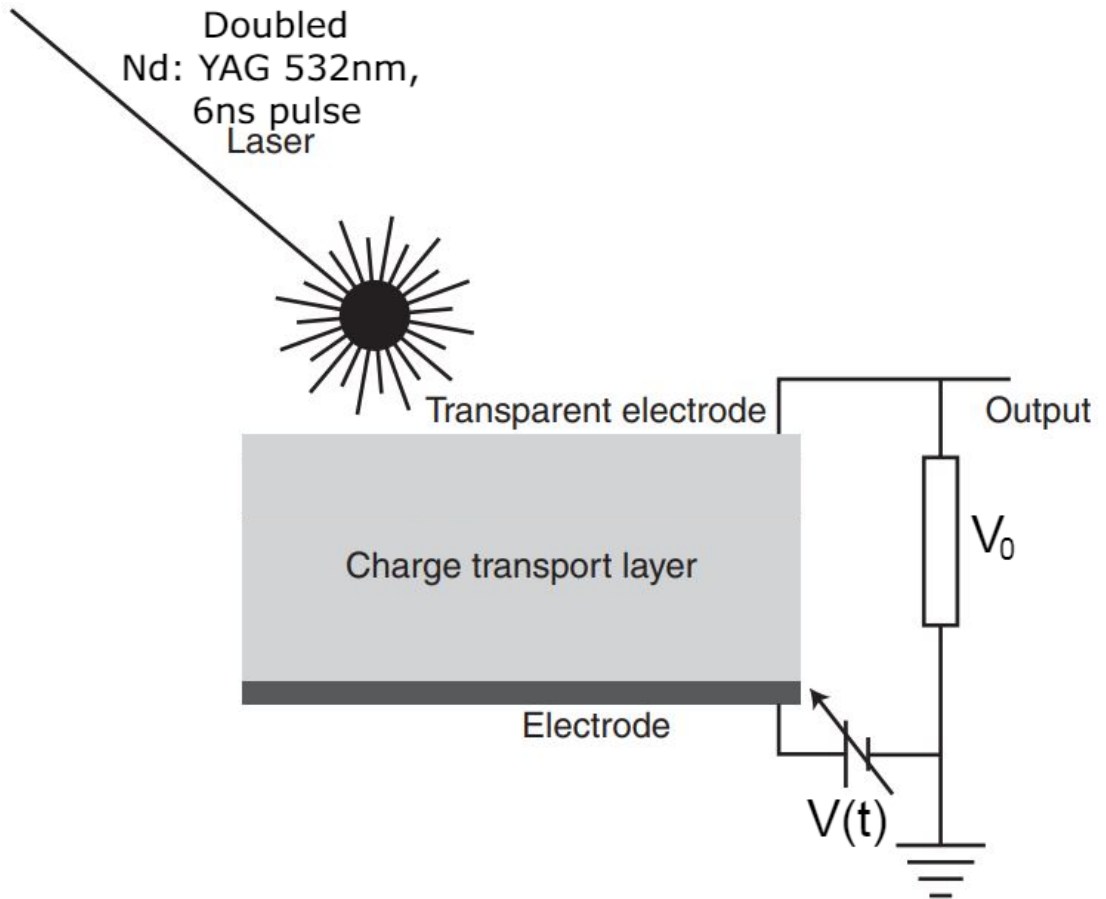 Doubled
Nd: YAG 532nm,
6ns pulse
Laser
Transparent electrode
Output
Charge transport layer
V₀
Electrode
V(t)